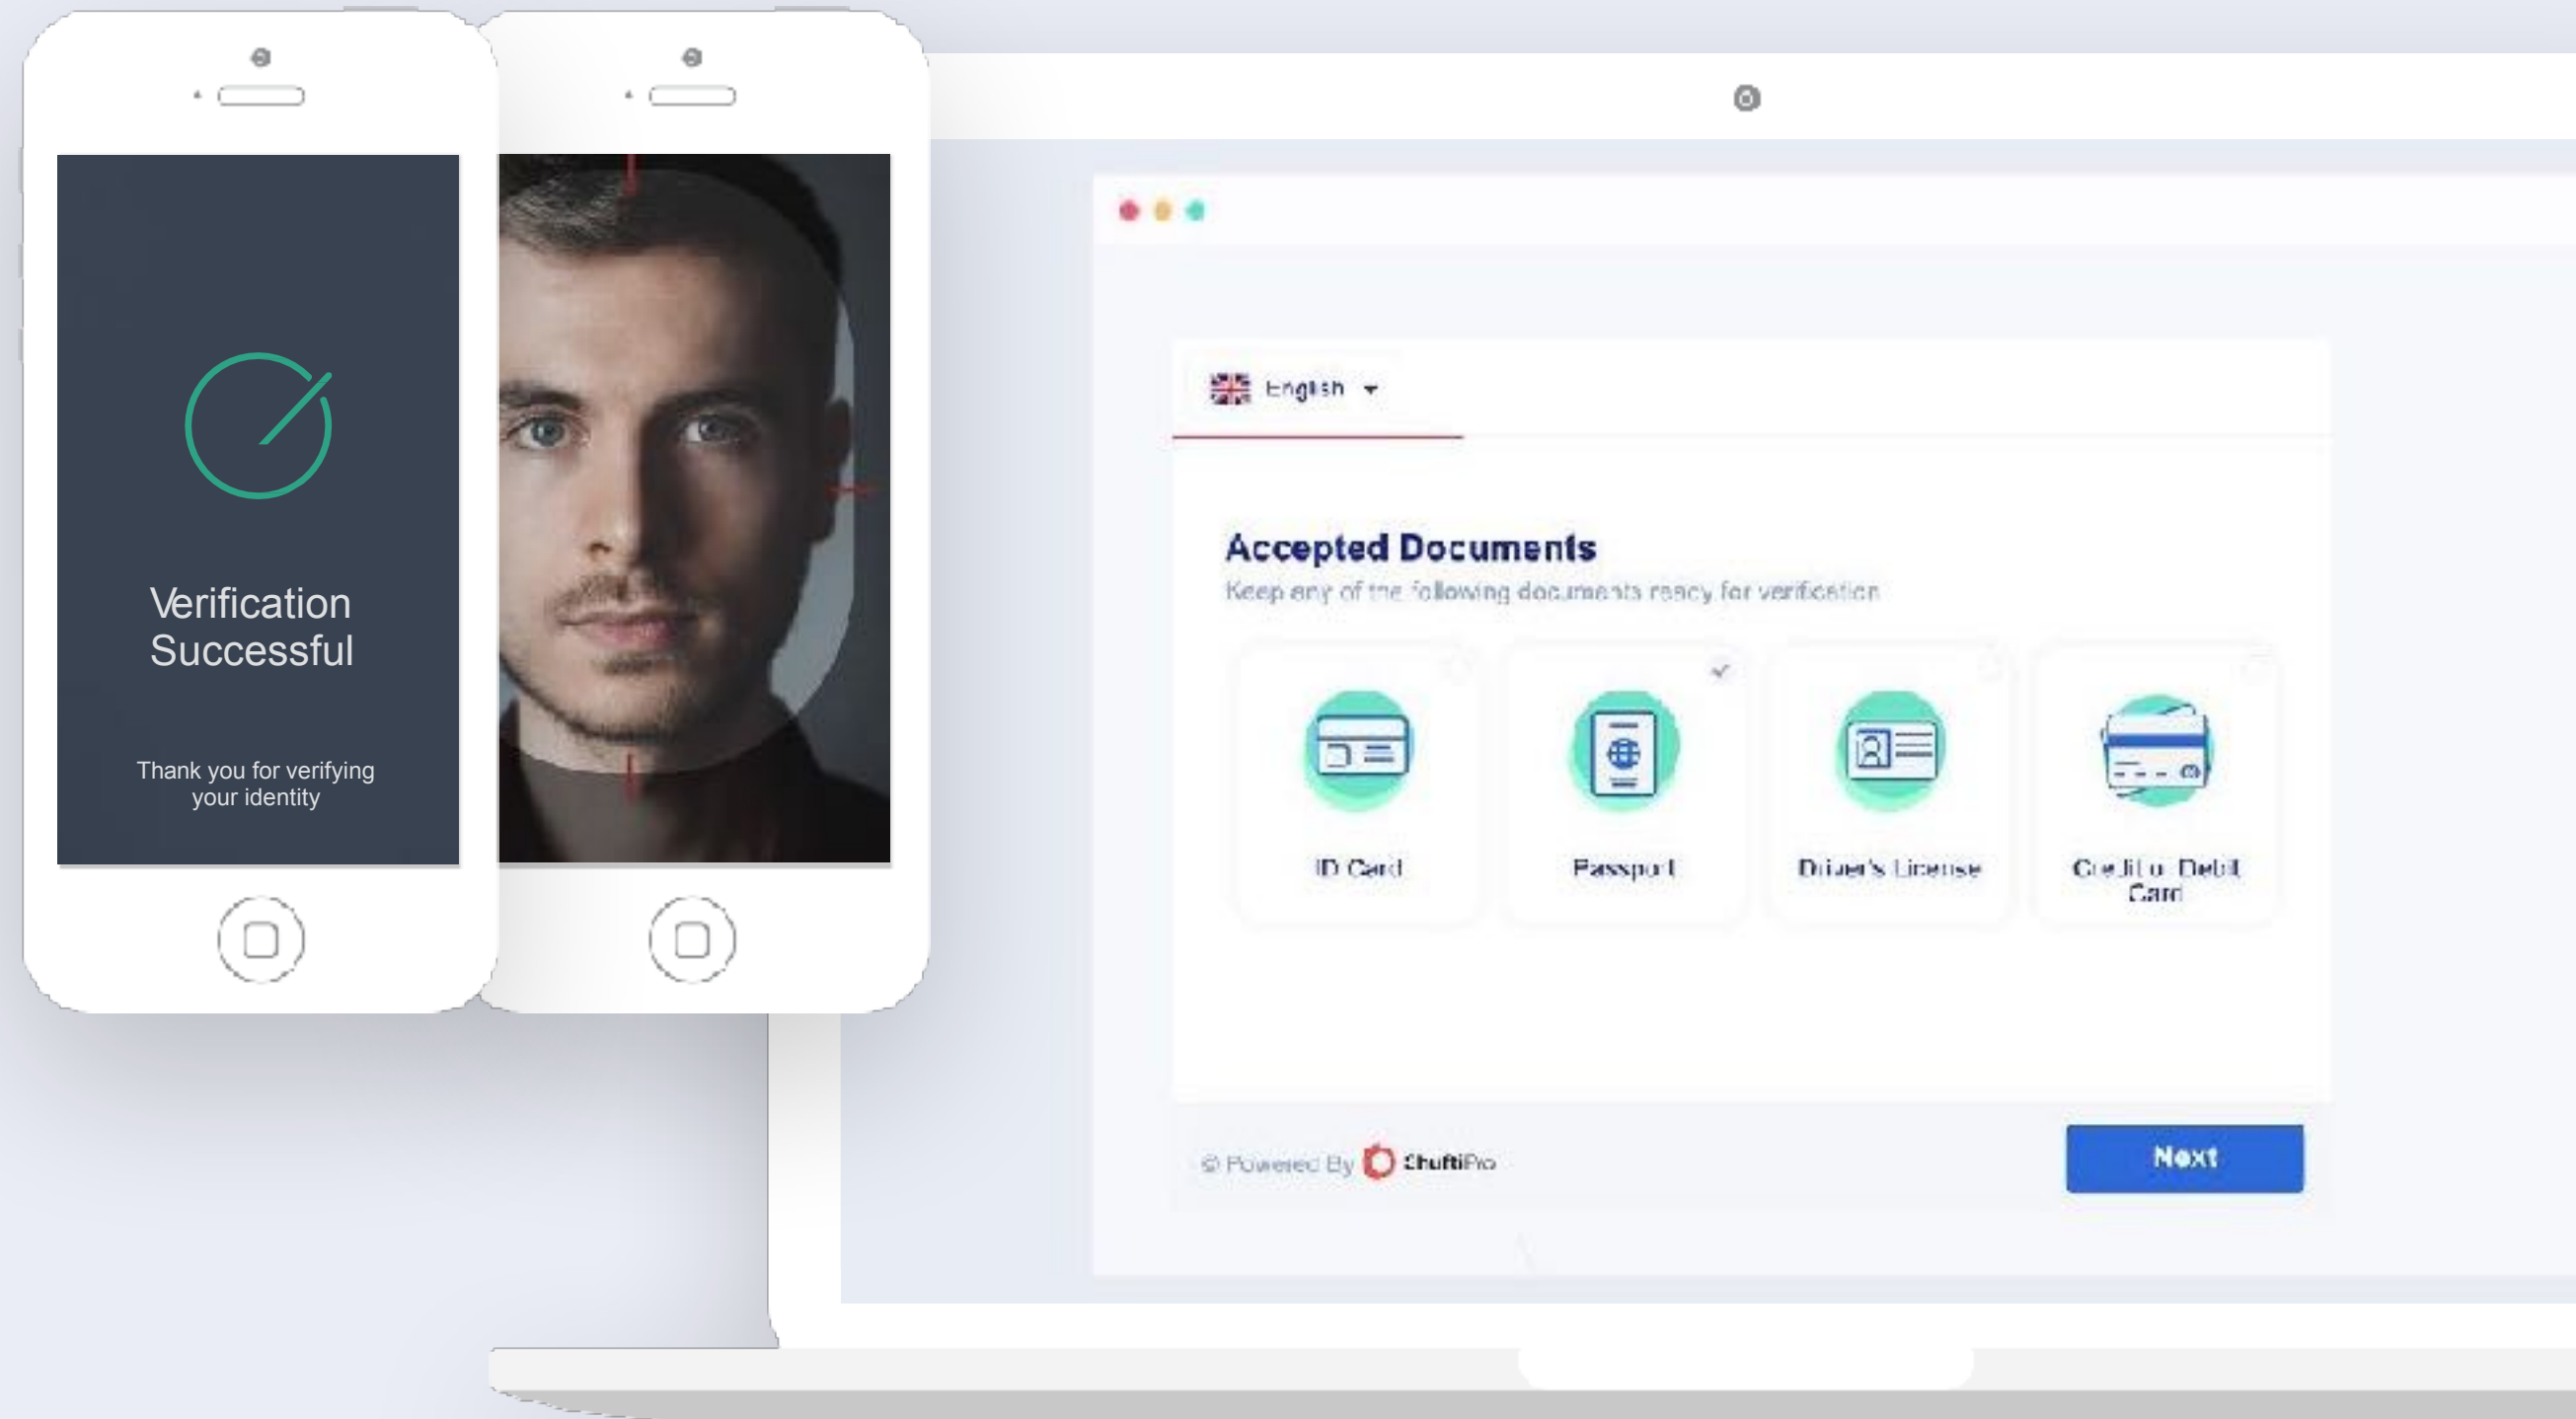 Verification
Successful
Thank you for verifying
your identity
English
Accepted Documents
Keep any of the following documents ready for verification
ID Card
Passport
Driver's License
Credit or Debit
Card
© Powered By ShuftiPro
Next